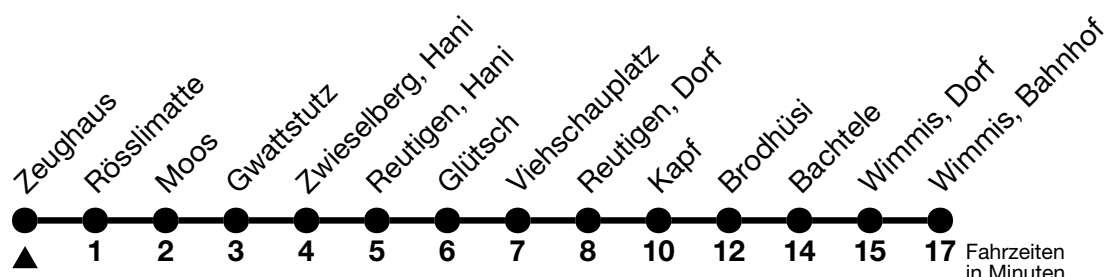 Zeughaus
Rösslimatte
Moos
Gwattstutz
Zwieselberg, Hani
Reutigen, Hani
Glütsch
Viehschauplatz
Reutigen, Dorf
Kapf
Brodhüsi
Bachtele
Wimmis, Dorf
Wimmis, Bahnhof
1 2 3 4 5 6 7 8 10 12 14 15 17 Fahrzeiten
in Minuten